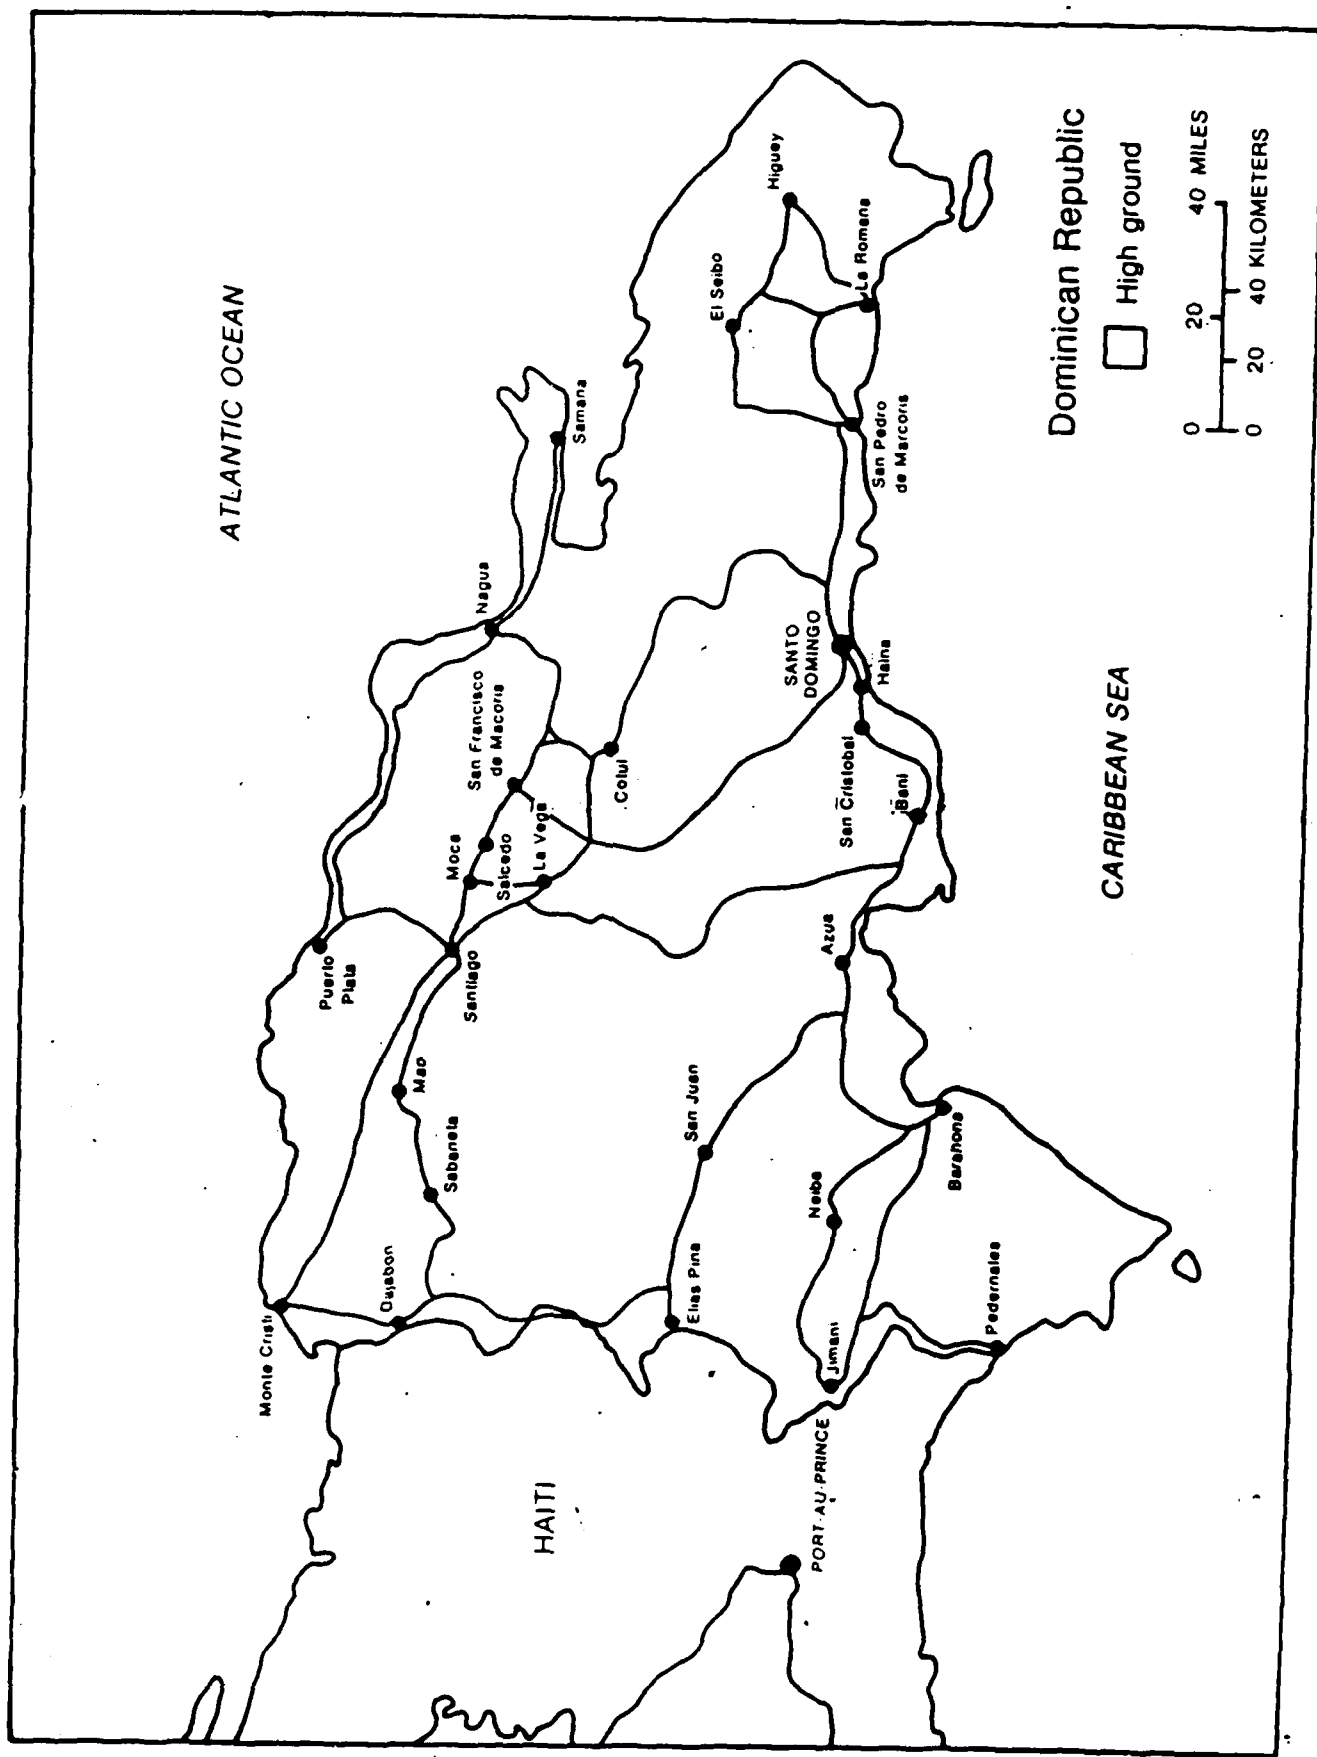 ATLANTIC OCEAN
Monte Cristi
Puerto
Plata
Dajabon
Mao
Sabaneta
Santiago
Moca
Salcedo
La Vega
San Francisco
de Macoris
Nagua
Samana
Cotui
HAITI
Elias Pina
San Juan
El Seibo
Higuey
La Romana
San Pedro
de Marcoris
SANTO
DOMINGO
Haina
San Cristobal
Bani
Azua
Neiba
Jimani
PORT-AU-PRINCE
Barahona
Pedernales
CARIBBEAN SEA
Dominican Republic
High ground
0 20 40 MILES
0 20 40 KILOMETERS